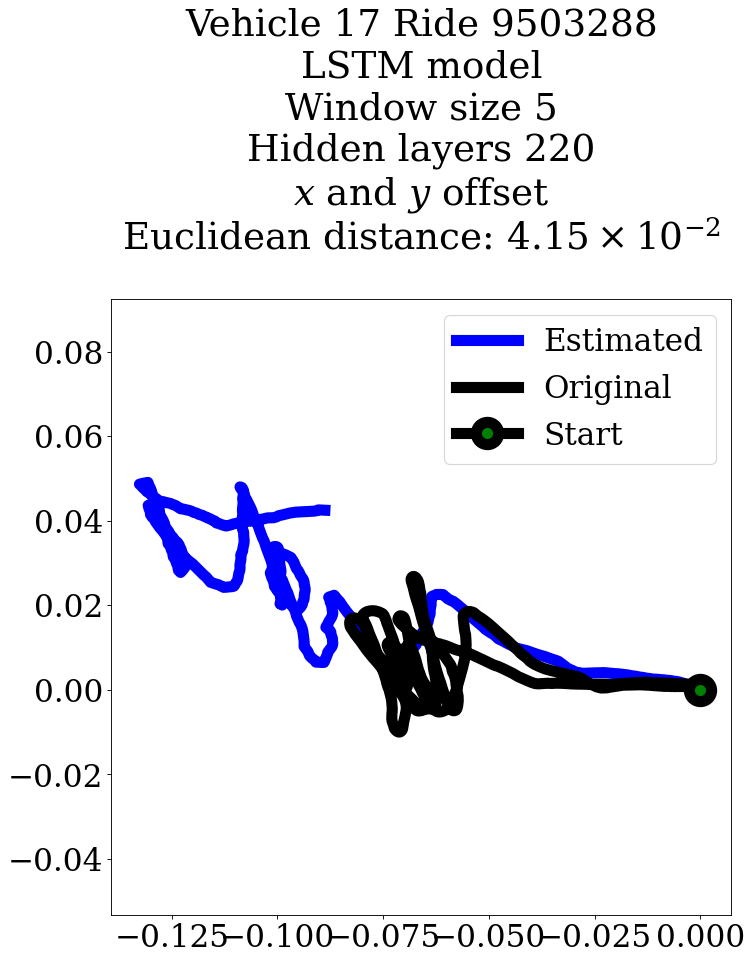 Vehicle 17 Ride 9503288
LSTM model
Window size 5
Hidden layers 220
x and y offset
Euclidean distance: 4.15 × 10⁻²
Estimated
Original
Start
0.08
0.06
0.04
0.02
0.00
−0.02
−0.04
−0.125 −0.100 −0.075 −0.050 −0.025 0.000